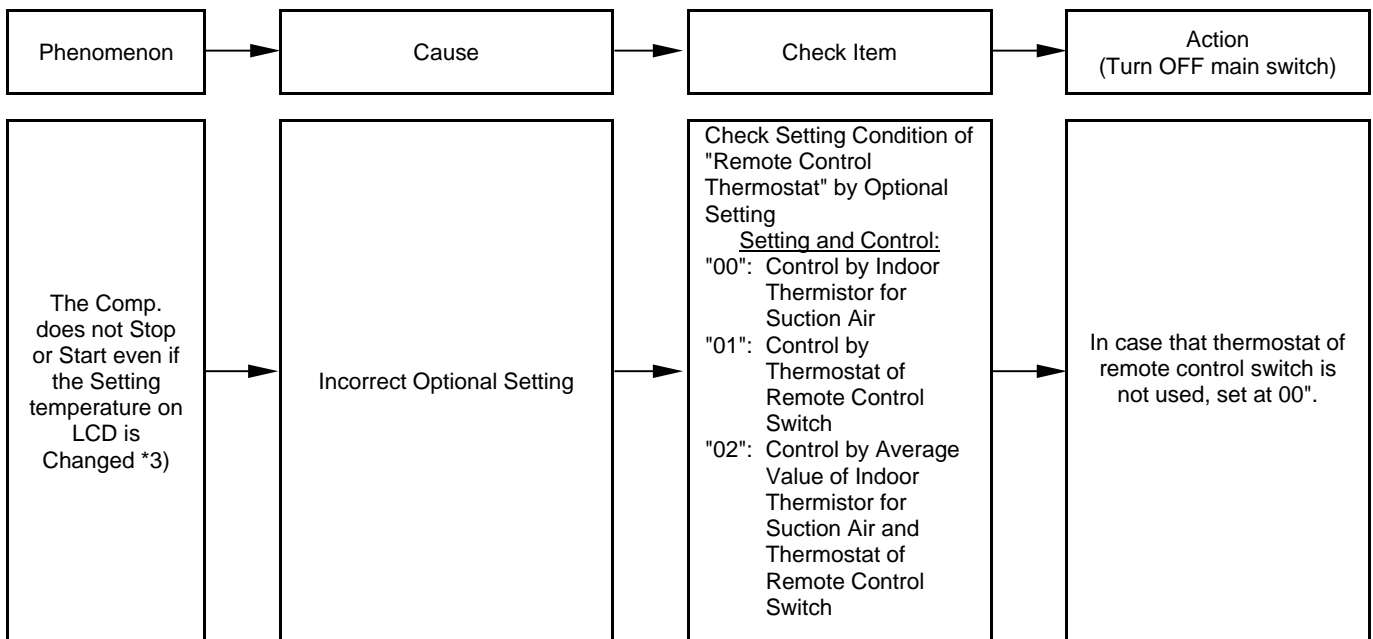 Phenomenon
Cause
Check Item
Action
(Turn OFF main switch)
The Comp.
does not Stop
or Start even if
the Setting
temperature on
LCD is
Changed *3)
Incorrect Optional Setting
Check Setting Condition of
"Remote Control
Thermostat" by Optional
Setting
Setting and Control:
"00": Control by Indoor
Thermistor for
Suction Air
"01": Control by
Thermostat of
Remote Control
Switch
"02": Control by Average
Value of Indoor
Thermistor for
Suction Air and
Thermostat of
Remote Control
Switch
In case that thermostat of
remote control switch is
not used, set at 00".